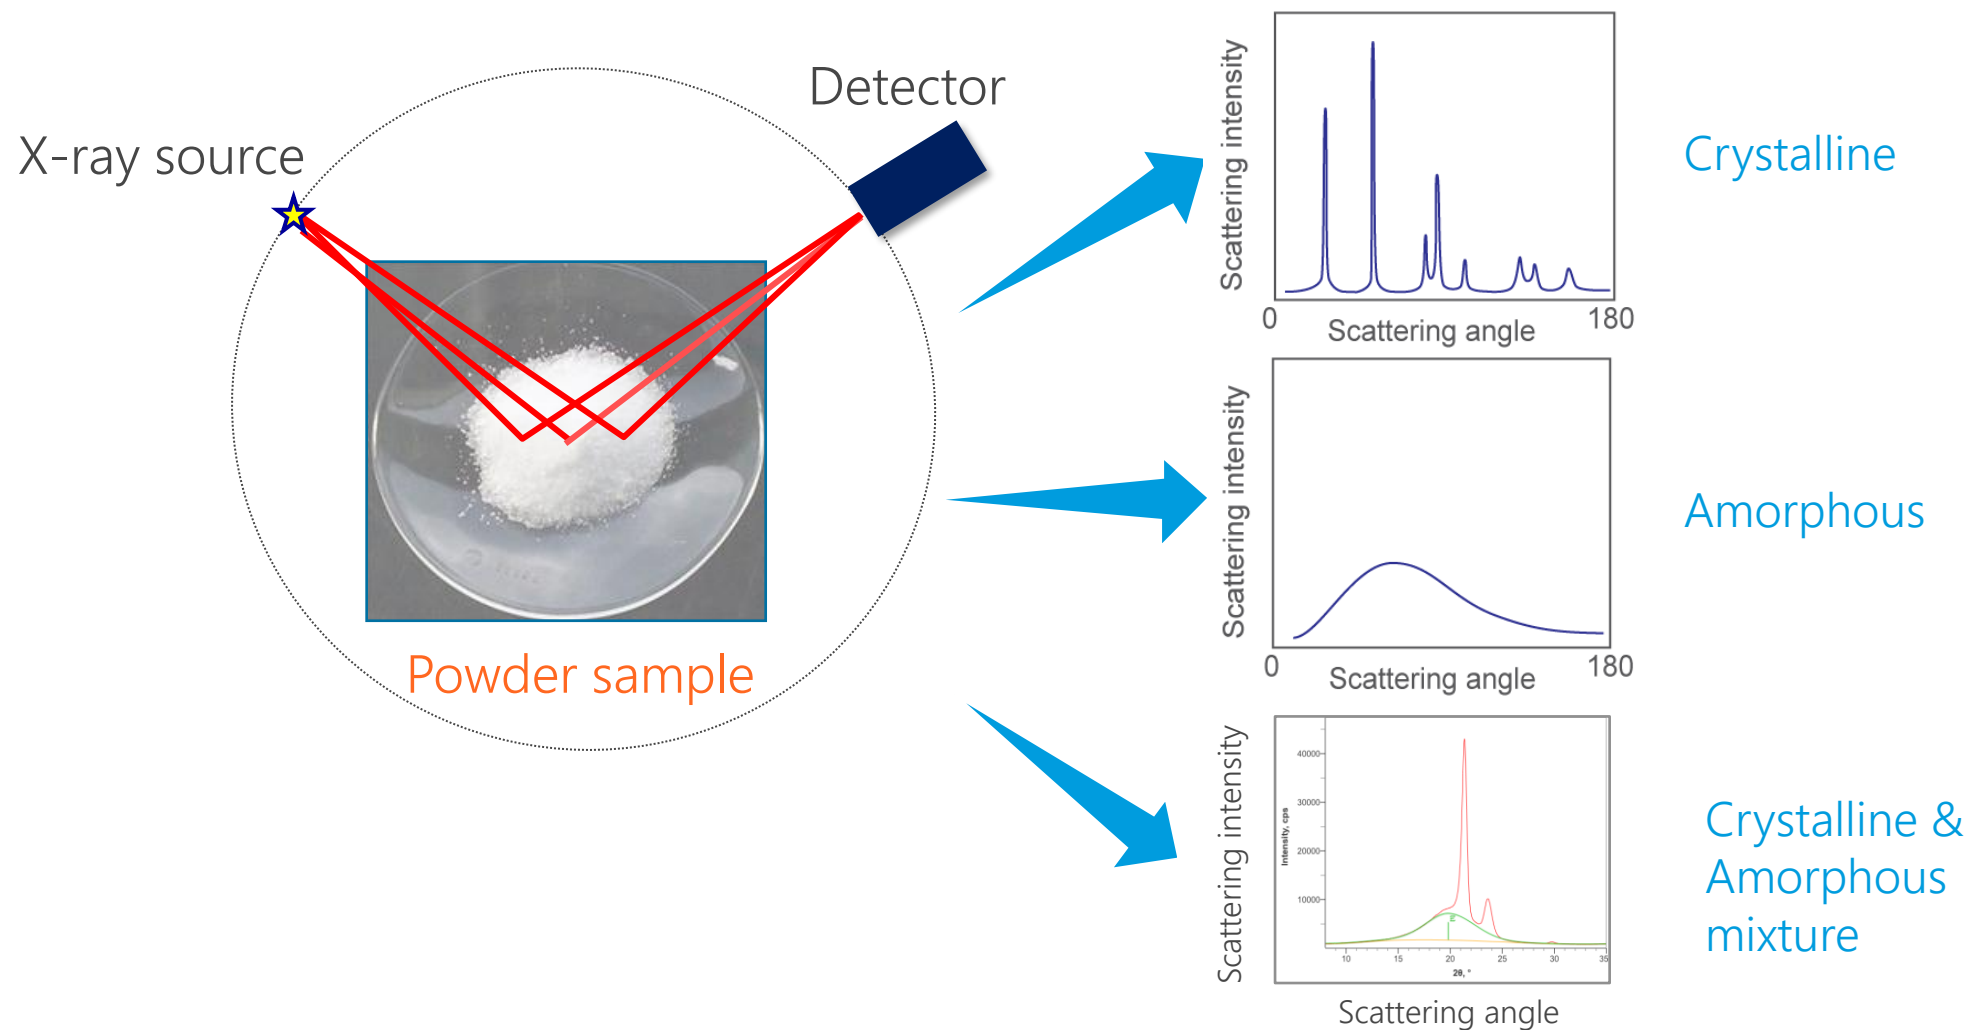 X-ray source
Detector
Powder sample
Scattering intensity
0
180
Scattering angle
Crystalline
Scattering intensity
0
180
Scattering angle
Amorphous
Scattering intensity
Intensity, cps
40000
30000
20000
10000
10
15
20
25
30
35
2θ, °
Scattering angle
Crystalline &
Amorphous
mixture